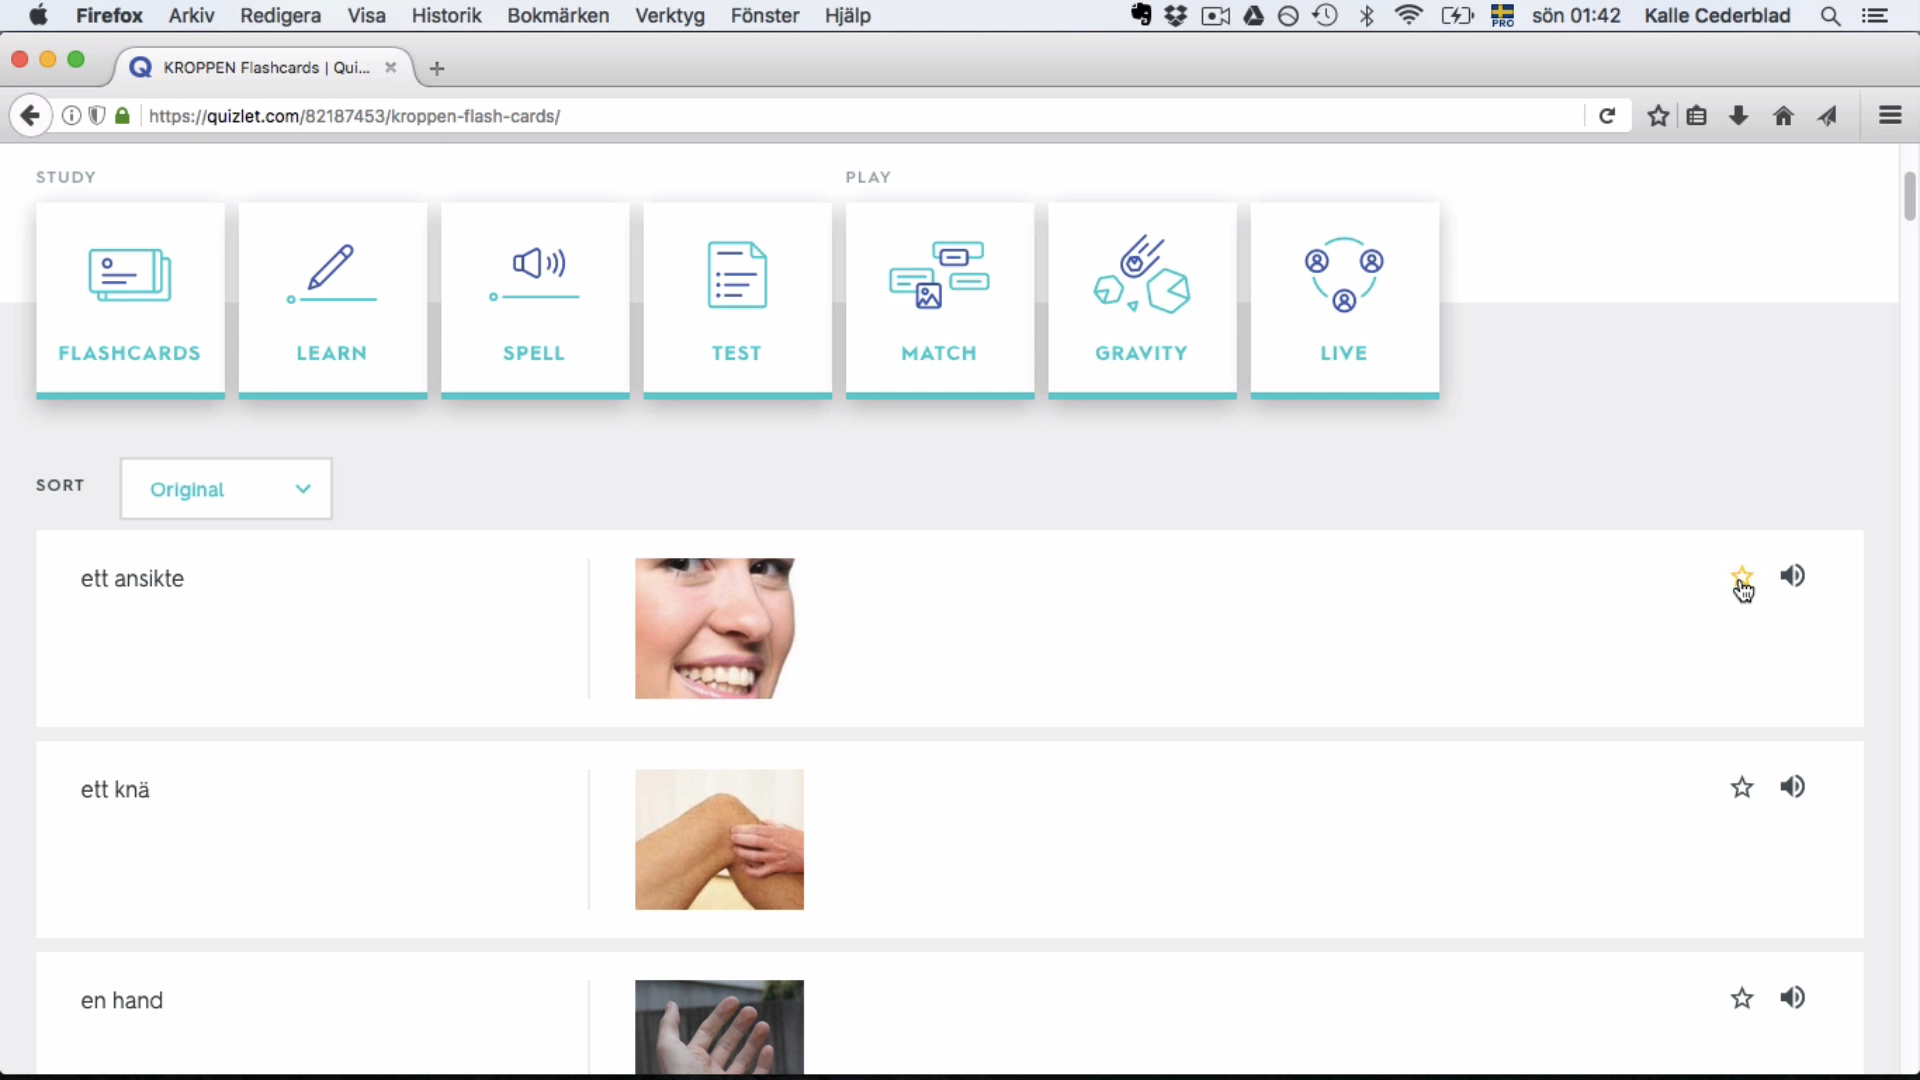 Firefox Arkiv Redigera Visa Historik Bokmärken Verktyg Fönster Hjälp PRO sön 01:42 Kalle Cederblad
KROPPEN Flashcards | Qui...
https://quizlet.com/82187453/kroppen-flash-cards/
STUDY PLAY
FLASHCARDS LEARN SPELL TEST MATCH GRAVITY LIVE
SORT Original
ett ansikte
ett knä
en hand